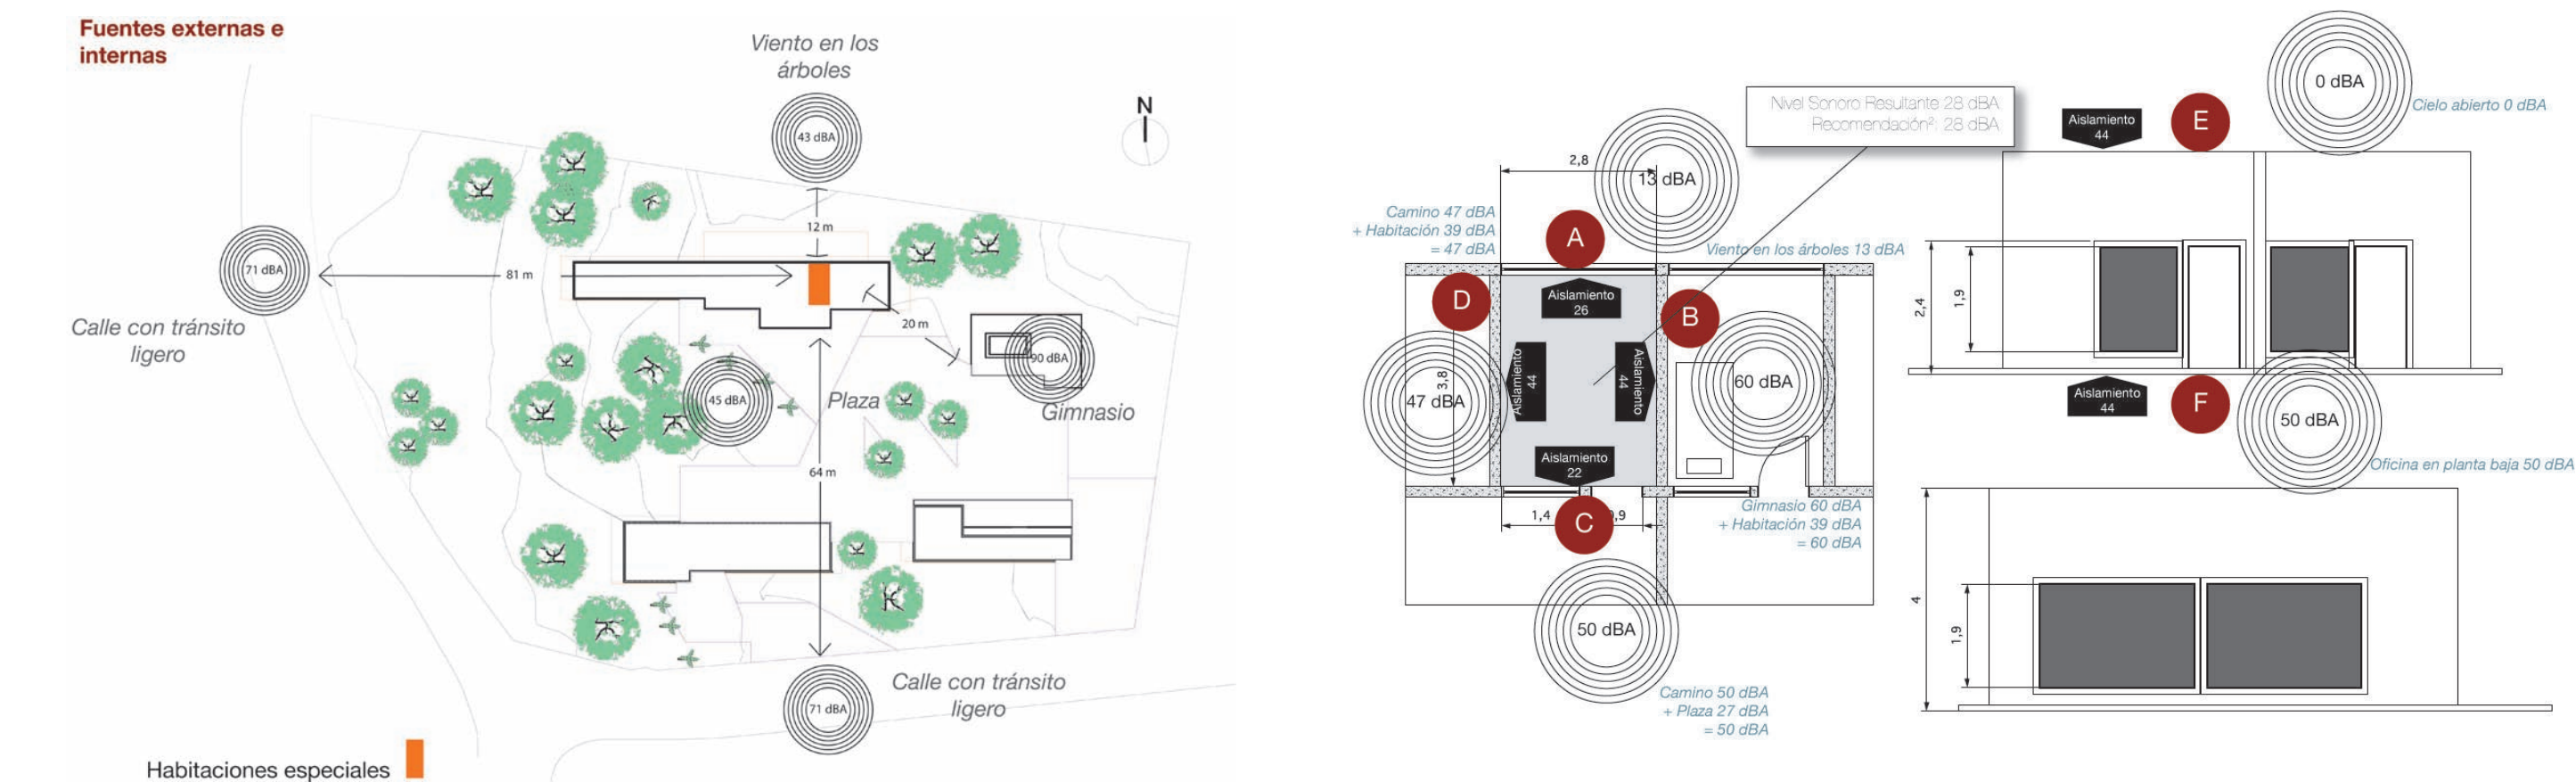 Fuentes externas e
internas
Viento en los
árboles
43 dBA
N
12 m
71 dBA
81 m
Calle con tránsito
ligero
20 m
90 dBA
Gimnasio
45 dBA
Plaza
64 m
71 dBA
Calle con tránsito
ligero
Habitaciones especiales
Nivel Sonoro Resultante 28 dBA
Recomendación²: 28 dBA
2,8
13 dBA
Camino 47 dBA
+ Habitación 39 dBA
= 47 dBA
A
Viento en los árboles 13 dBA
D
Aislamiento
26
B
Aislamiento
44
Aislamiento
44
3,8
47 dBA
60 dBA
Aislamiento
22
1,4
C
0,9
Gimnasio 60 dBA
+ Habitación 39 dBA
= 60 dBA
50 dBA
Camino 50 dBA
+ Plaza 27 dBA
= 50 dBA
0 dBA
Cielo abierto 0 dBA
Aislamiento
44
E
2,4
1,9
Aislamiento
44
F
50 dBA
Oficina en planta baja 50 dBA
4
1,9